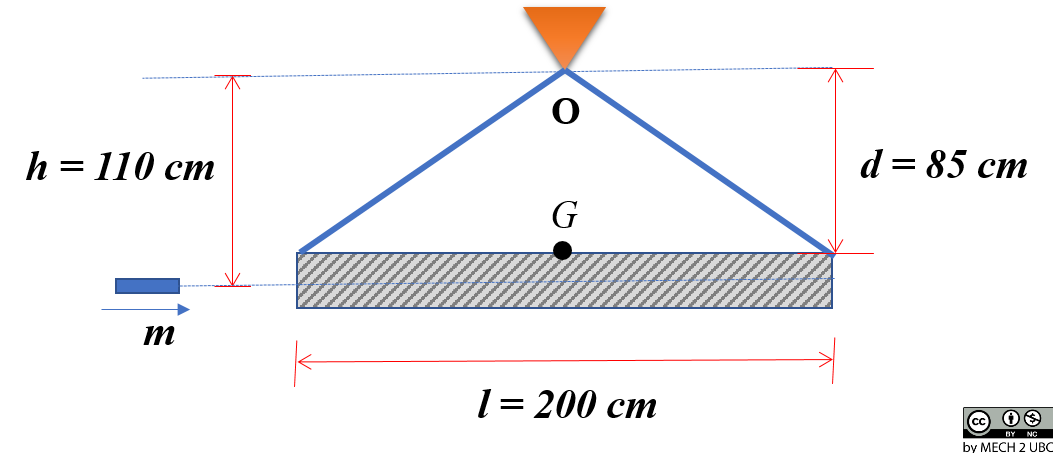 O
h = 110 cm
d = 85 cm
G
m
l = 200 cm
cc
BY NC
by MECH 2 UBC